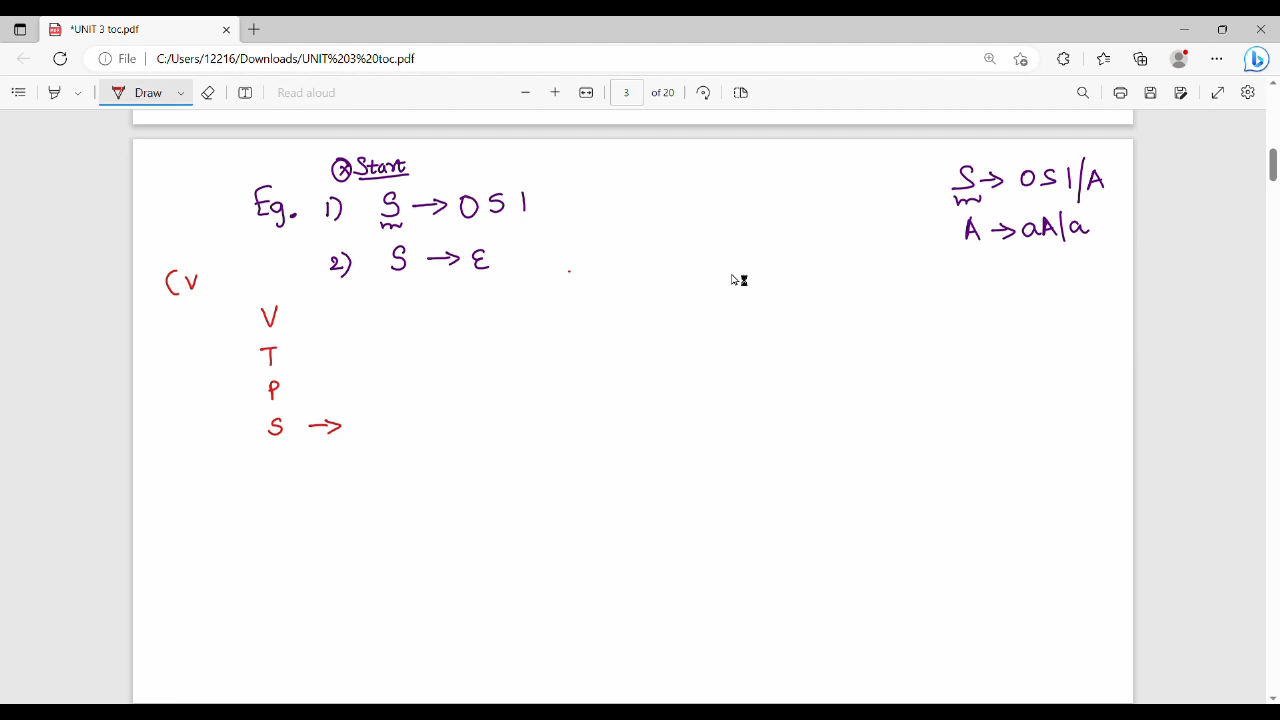 *UNIT 3 toc.pdf
File C:/Users/12216/Downloads/UNIT%203%20toc.pdf
Draw Read aloud 3 of 20
Start
Eg. 1) S → 0 S 1
2) S → ε
S → 0 S 1 / A
A → aA / a
(V
V
T
P
S →